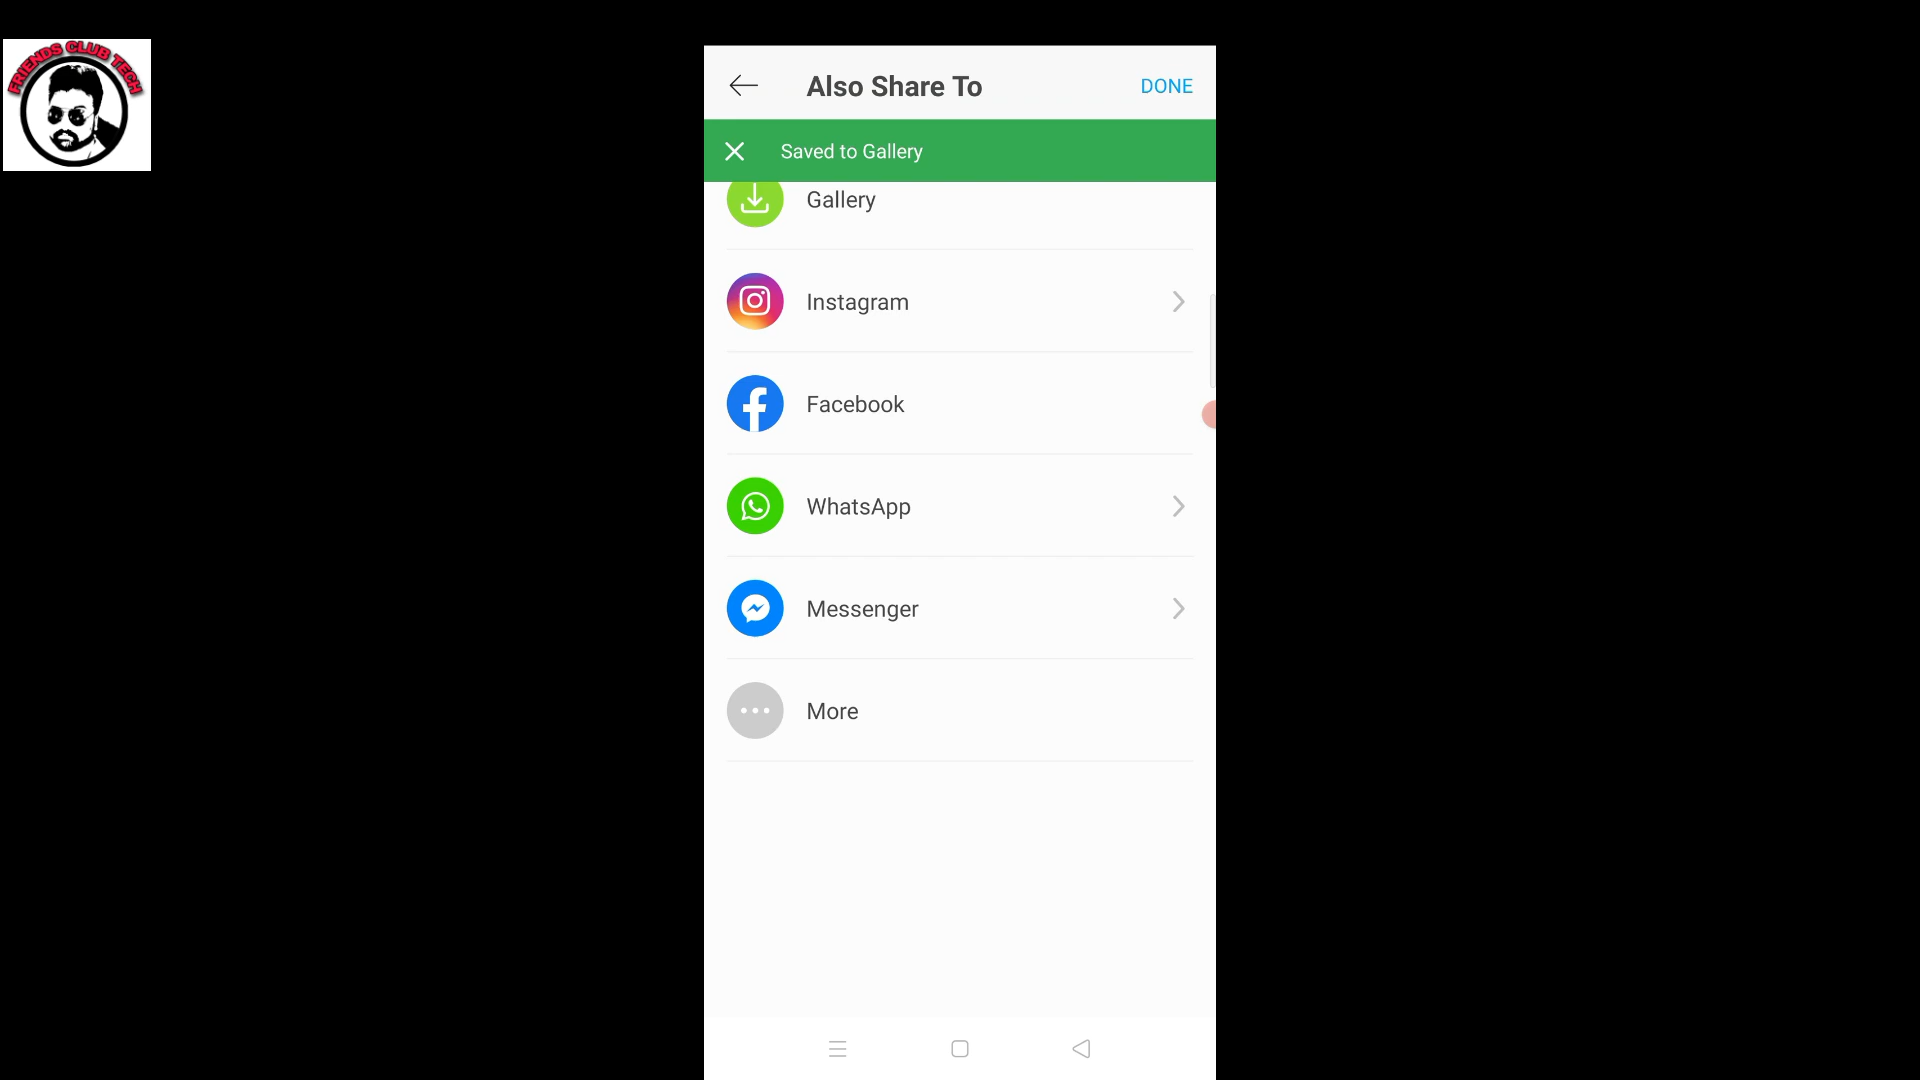 FRIENDS CLUB TECH
Also Share To
DONE
Saved to Gallery
Gallery
Instagram
Facebook
WhatsApp
Messenger
More